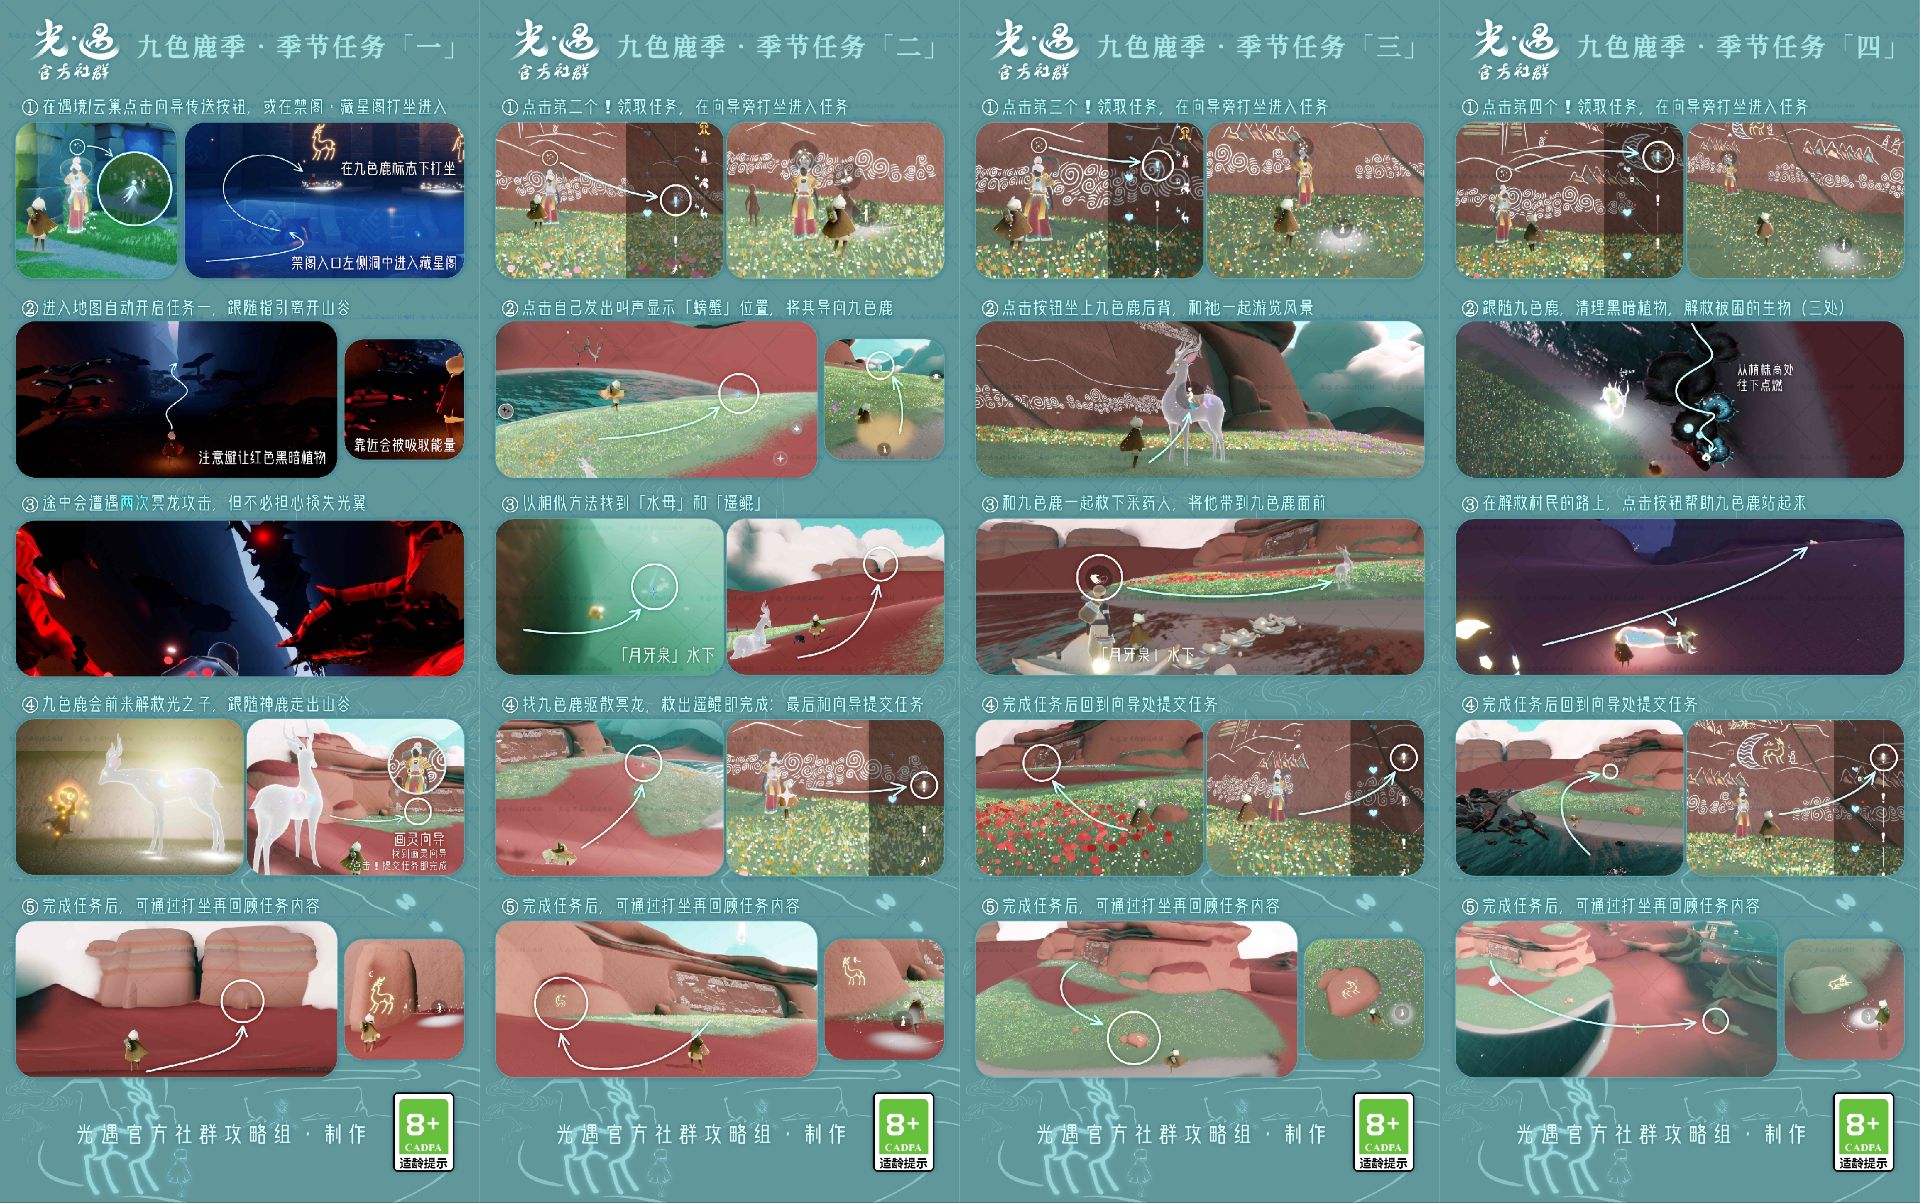 光·遇
官方社群
九色鹿季·季节任务「一」
①在遇境/云巢点击向导传送按钮，或在禁阁·藏星阁打坐进入
在九色鹿标志下打坐
禁阁入口左侧洞中进入藏星阁
②进入地图自动开启任务一，跟随指引离开山谷
注意避让红色黑暗植物
靠近会被吸取能量
③途中会遭遇两次冥龙攻击，但不必担心损失光翼
④九色鹿会前来解救光之子，跟随神鹿走出山谷
画灵向导
找到画灵向导
点击！提交任务即完成
⑤完成任务后，可通过打坐再回顾任务内容
光遇官方社群攻略组·制作
8+
CADPA
适龄提示
光·遇
官方社群
九色鹿季·季节任务「二」
①点击第二个！领取任务，在向导旁打坐进入任务
②点击自己发出叫声显示「螃蟹」位置，将其导向九色鹿
③以相似方法找到「水母」和「遥鲲」
「月牙泉」水下
④找九色鹿驱散冥龙，救出遥鲲即完成；最后和向导提交任务
⑤完成任务后，可通过打坐再回顾任务内容
光遇官方社群攻略组·制作
8+
CADPA
适龄提示
光·遇
官方社群
九色鹿季·季节任务「三」
①点击第三个！领取任务，在向导旁打坐进入任务
②点击按钮坐上九色鹿后背，和祂一起游览风景
③和九色鹿一起救下采药人，将他带到九色鹿面前
「月牙泉」水下
④完成任务后回到向导处提交任务
⑤完成任务后，可通过打坐再回顾任务内容
光遇官方社群攻略组·制作
8+
CADPA
适龄提示
光·遇
官方社群
九色鹿季·季节任务「四」
①点击第四个！领取任务，在向导旁打坐进入任务
②跟随九色鹿，清理黑暗植物，解救被困的生物（三处）
从植株高处
往下点燃
③在解救村民的路上，点击按钮帮助九色鹿站起来
④完成任务后回到向导处提交任务
⑤完成任务后，可通过打坐再回顾任务内容
光遇官方社群攻略组·制作
8+
CADPA
适龄提示